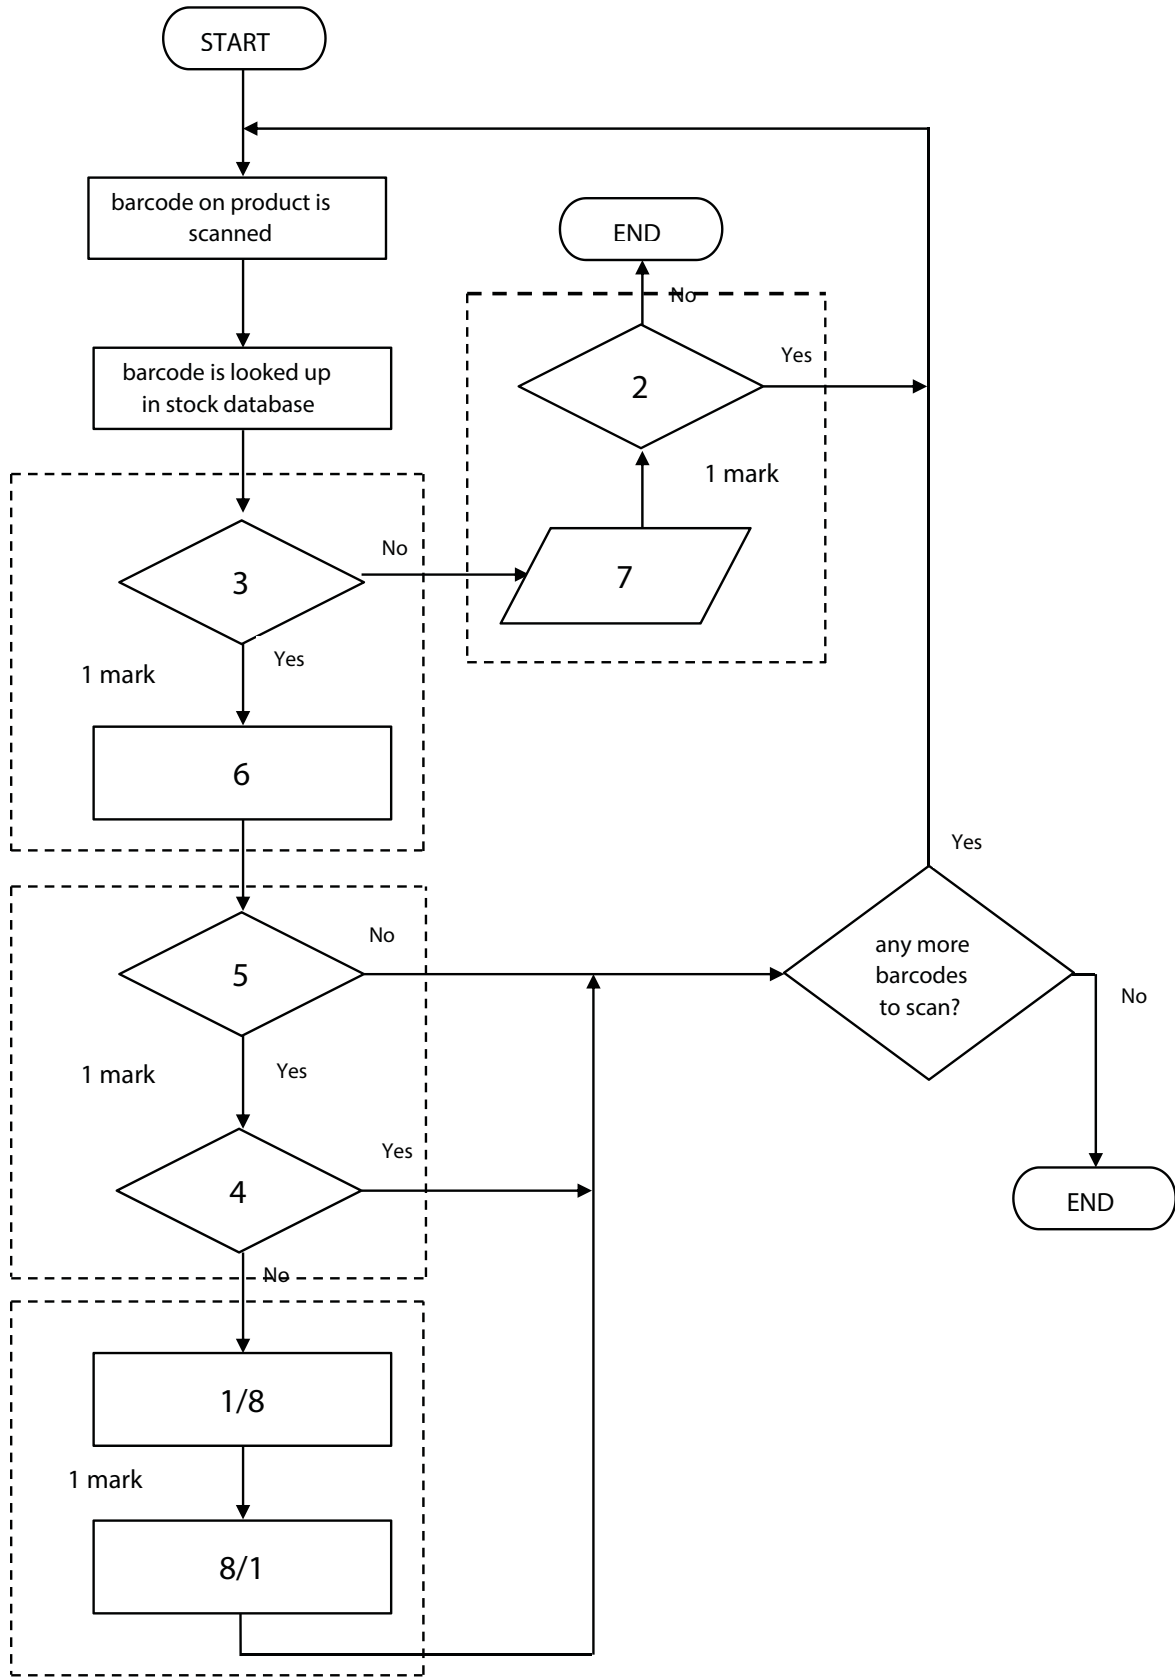 START
barcode on product is
scanned
barcode is looked up
in stock database
END
No
2
Yes
1 mark
3
No
7
Yes
1 mark
6
5
No
Yes
any more
barcodes
to scan?
No
1 mark
Yes
4
Yes
END
No
1/8
1 mark
8/1